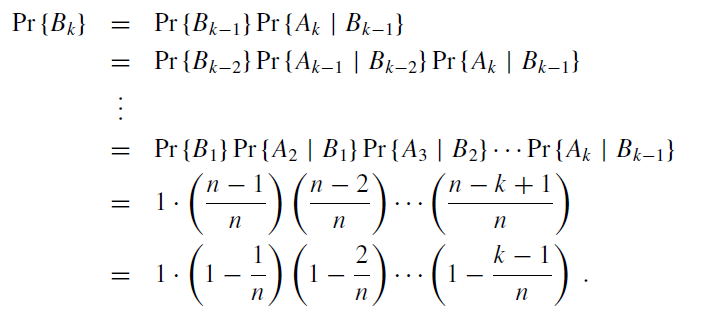 Pr {B_k} = Pr {B_{k−1}} Pr {A_k | B_{k−1}}
= Pr {B_{k−2}} Pr {A_{k−1} | B_{k−2}} Pr {A_k | B_{k−1}}
⋮
= Pr {B_1} Pr {A_2 | B_1} Pr {A_3 | B_2} ⋯ Pr {A_k | B_{k−1}}
= 1 · ((n − 1)/n) ((n − 2)/n) ⋯ ((n − k + 1)/n)
= 1 · (1 − 1/n) (1 − 2/n) ⋯ (1 − (k − 1)/n) .